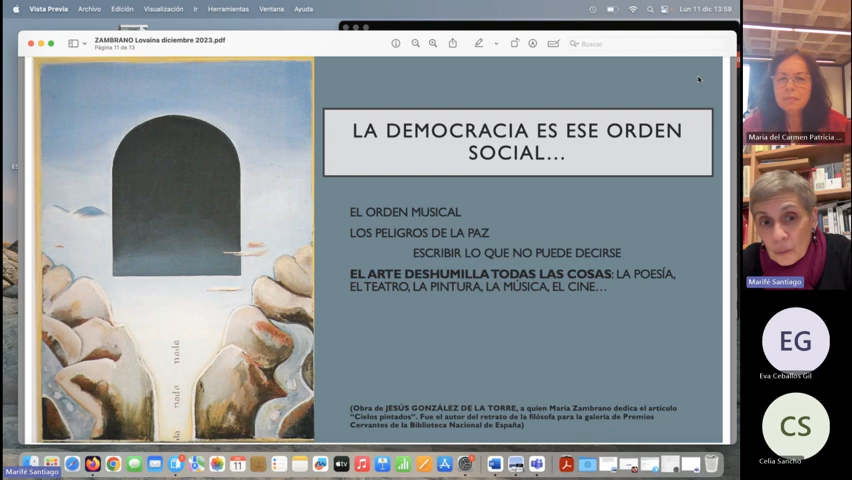 Vista Previa Archivo Edición Visualización Ir Herramientas Ventana Ayuda
Lun 11 dic 13:59
ZAMBRANO Lovaina diciembre 2023.pdf
Página 11 de 13
Buscar
LA DEMOCRACIA ES ESE ORDEN
SOCIAL...
EL ORDEN MUSICAL
LOS PELIGROS DE LA PAZ
ESCRIBIR LO QUE NO PUEDE DECIRSE
EL ARTE DESHUMILLA TODAS LAS COSAS: LA POESÍA,
EL TEATRO, LA PINTURA, LA MÚSICA, EL CINE...
(Obra de JESÚS GONZÁLEZ DE LA TORRE, a quien María Zambrano dedica el artículo
"Cielos pintados". Fue el autor del retrato de la filósofa para la galería de Premios
Cervantes de la Biblioteca Nacional de España)
nada
nada
nada
Maria del Carmen Patricia ...
Marifé Santiago
EG
Eva Ceballos Gil
CS
Celia Sancho
Marifé Santiago